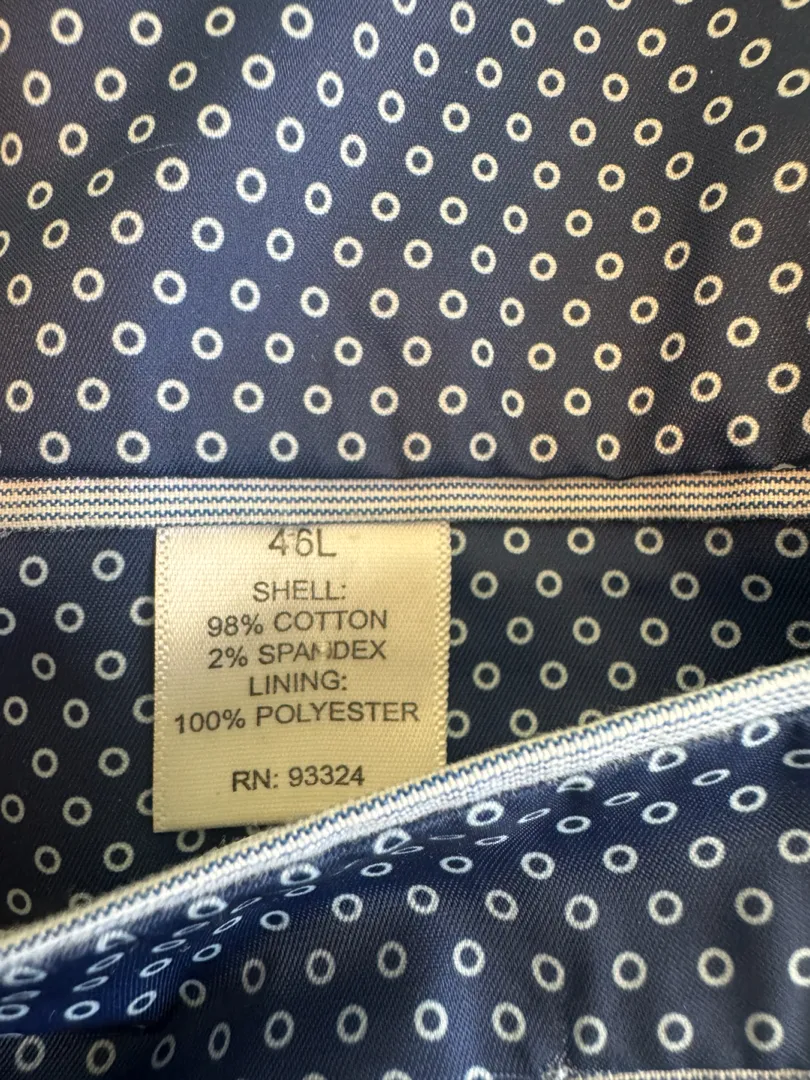 46L
SHELL:
98% COTTON
2% SPANDEX
LINING:
100% POLYESTER
RN: 93324